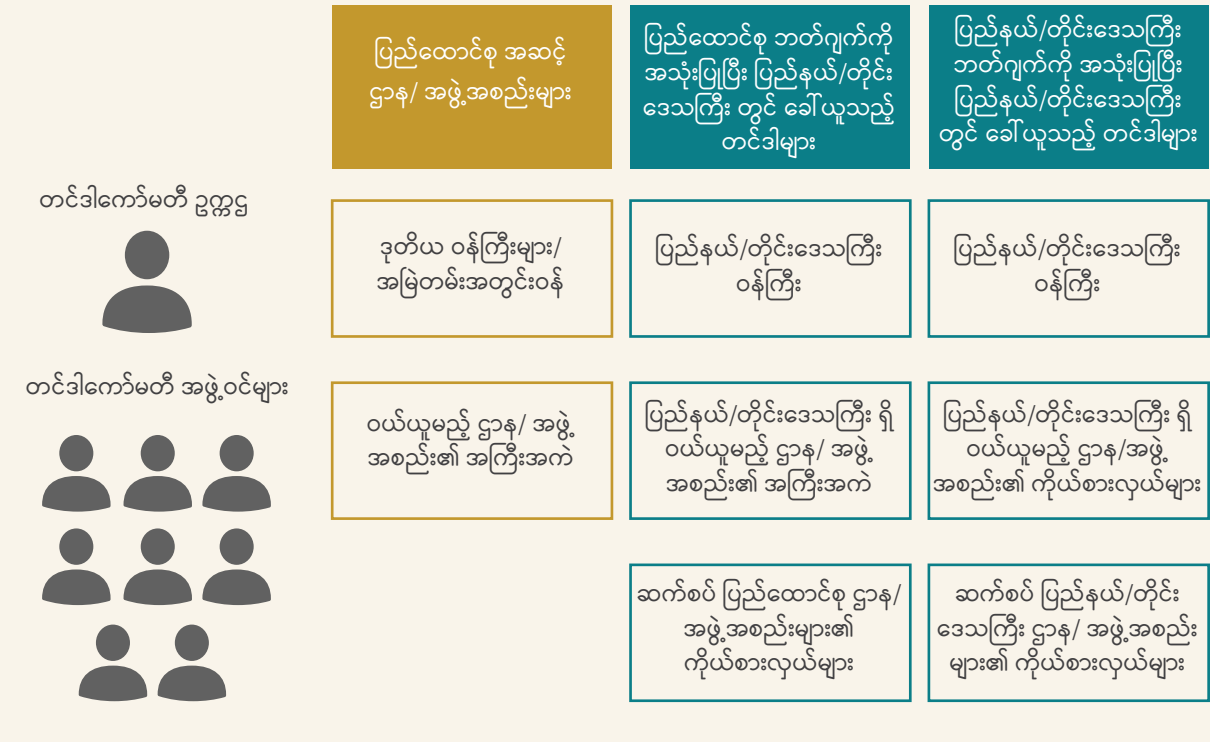 ပြည်ထောင်စု အဆင့်
ဌာန/ အဖွဲ့အစည်းများ
ပြည်ထောင်စု ဘတ်ဂျက်ကို
အသုံးပြုပြီး ပြည်နယ်/တိုင်း
ဒေသကြီး တွင် ခေါ်ယူသည့်
တင်ဒါများ
ပြည်နယ်/တိုင်းဒေသကြီး
ဘတ်ဂျက်ကို အသုံးပြုပြီး
ပြည်နယ်/တိုင်းဒေသကြီး
တွင် ခေါ်ယူသည့် တင်ဒါများ
တင်ဒါကော်မတီ ဥက္ကဌ
ဒုတိယ ဝန်ကြီးများ/
အမြဲတမ်းအတွင်းဝန်
ပြည်နယ်/တိုင်းဒေသကြီး
ဝန်ကြီး
ပြည်နယ်/တိုင်းဒေသကြီး
ဝန်ကြီး
တင်ဒါကော်မတီ အဖွဲ့ဝင်များ
ဝယ်ယူမည့် ဌာန/ အဖွဲ့
အစည်း၏ အကြီးအကဲ
ပြည်နယ်/တိုင်းဒေသကြီး ရှိ
ဝယ်ယူမည့် ဌာန/ အဖွဲ့
အစည်း၏ အကြီးအကဲ
ပြည်နယ်/တိုင်းဒေသကြီး ရှိ
ဝယ်ယူမည့် ဌာန/အဖွဲ့
အစည်း၏ ကိုယ်စားလှယ်များ
ဆက်စပ် ပြည်ထောင်စု ဌာန/
အဖွဲ့အစည်းများ၏
ကိုယ်စားလှယ်များ
ဆက်စပ် ပြည်နယ်/တိုင်း
ဒေသကြီး ဌာန/ အဖွဲ့အစည်း
များ၏ ကိုယ်စားလှယ်များ